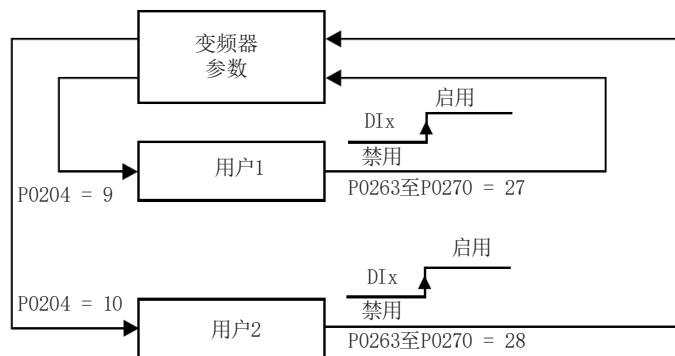 变频器
参数
启用
DIx
禁用
用户1
P0204 = 9
P0263至P0270 = 27
启用
DIx
禁用
P0204 = 10
用户2
P0263至P0270 = 28